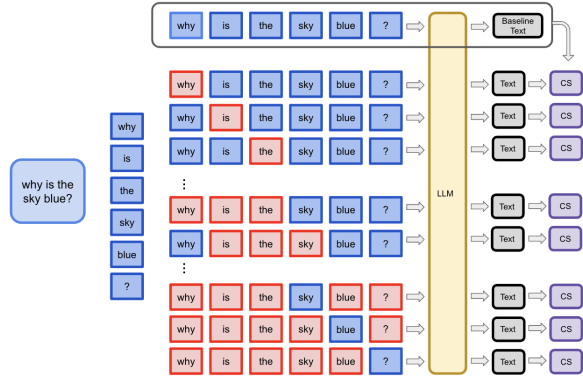 why is the sky blue ? Baseline
Text
why is the sky blue ? Text CS
why is the sky blue ? Text CS
why is the sky blue ? Text CS
⋮
why is the sky blue ? Text CS
why is the sky blue ? Text CS
⋮
why is the sky blue ? Text CS
why is the sky blue ? Text CS
why is the sky blue ? Text CS
why
is
the
sky
blue
?
why is the
sky blue?
LLM